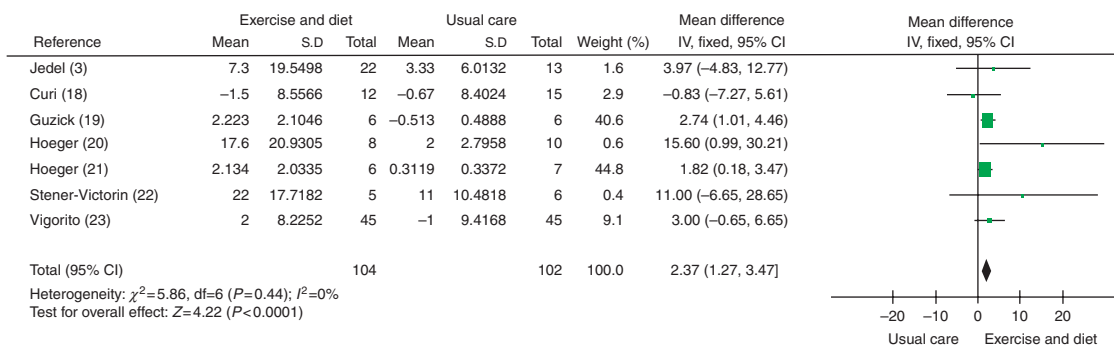 Exercise and diet Usual care Mean difference Mean difference
Reference Mean S.D Total Mean S.D Total Weight (%) IV, fixed, 95% CI IV, fixed, 95% CI
Jedel (3) 7.3 19.5498 22 3.33 6.0132 13 1.6 3.97 (–4.83, 12.77)
Curi (18) –1.5 8.5566 12 –0.67 8.4024 15 2.9 –0.83 (–7.27, 5.61)
Guzick (19) 2.223 2.1046 6 –0.513 0.4888 6 40.6 2.74 (1.01, 4.46)
Hoeger (20) 17.6 20.9305 8 2 2.7958 10 0.6 15.60 (0.99, 30.21)
Hoeger (21) 2.134 2.0335 6 0.3119 0.3372 7 44.8 1.82 (0.18, 3.47)
Stener-Victorin (22) 22 17.7182 5 11 10.4818 6 0.4 11.00 (–6.65, 28.65)
Vigorito (23) 2 8.2252 45 –1 9.4168 45 9.1 3.00 (–0.65, 6.65)
Total (95% CI) 104 102 100.0 2.37 (1.27, 3.47]
Heterogeneity: χ²=5.86, df=6 (P=0.44); I²=0%
Test for overall effect: Z=4.22 (P<0.0001)
–20 –10 0 10 20
Usual care Exercise and diet